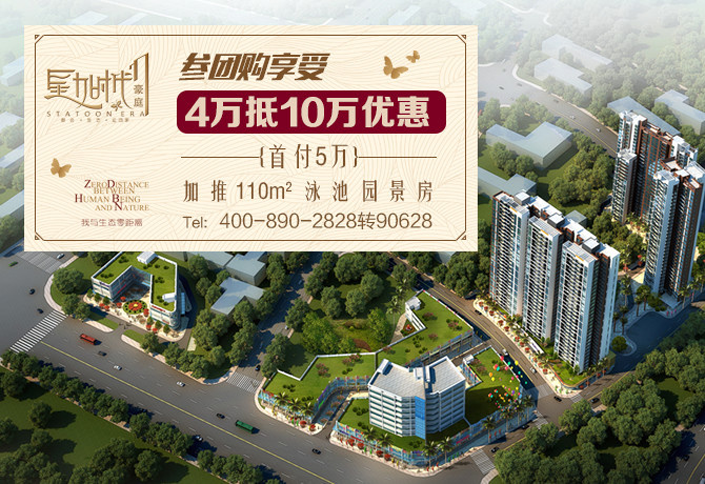 星加时代
豪庭
STATOON ERA
参团购享受
4万抵10万优惠
{首付5万}
加推110m²泳池园景房
Tel: 400-890-2828转90628
ZERODISTANCE
BETWEEN
HUMAN BEING
AND NATURE
我与生态零距离